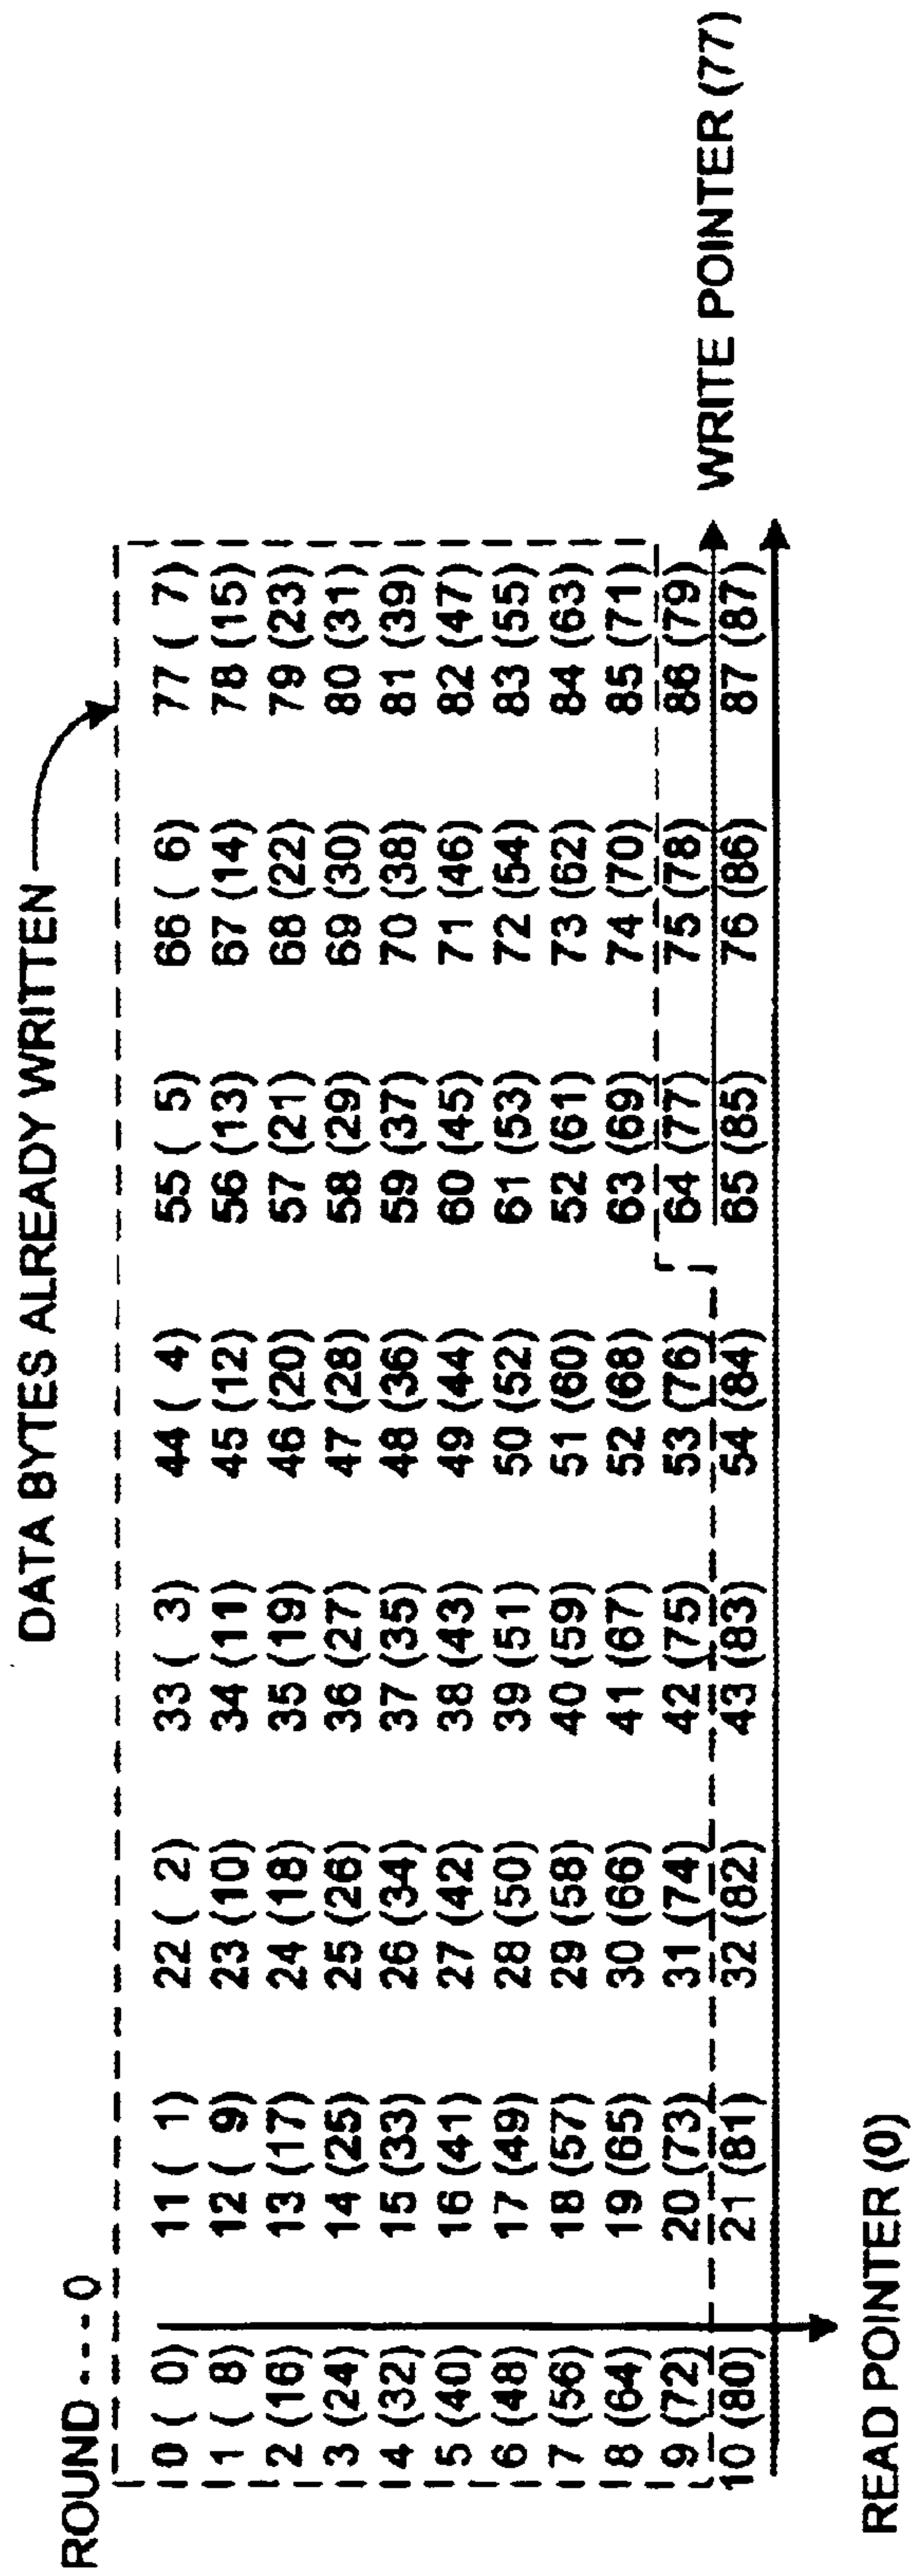 DATA BYTES ALREADY WRITTEN
ROUND - - - 0
0 ( 0) 11 ( 1) 22 ( 2) 33 ( 3) 44 ( 4) 55 ( 5) 66 ( 6) 77 ( 7)
1 ( 8) 12 ( 9) 23 (10) 34 (11) 45 (12) 56 (13) 67 (14) 78 (15)
2 (16) 13 (17) 24 (18) 35 (19) 46 (20) 57 (21) 68 (22) 79 (23)
3 (24) 14 (25) 25 (26) 36 (27) 47 (28) 58 (29) 69 (30) 80 (31)
4 (32) 15 (33) 26 (34) 37 (35) 48 (36) 59 (37) 70 (38) 81 (39)
5 (40) 16 (41) 27 (42) 38 (43) 49 (44) 60 (45) 71 (46) 82 (47)
6 (48) 17 (49) 28 (50) 39 (51) 50 (52) 61 (53) 72 (54) 83 (55)
7 (56) 18 (57) 29 (58) 40 (59) 51 (60) 52 (61) 73 (62) 84 (63)
8 (64) 19 (65) 30 (66) 41 (67) 52 (68) 63 (69) 74 (70) 85 (71)
9 (72) 20 (73) 31 (74) 42 (75) 53 (76) 64 (77) 75 (78) 86 (79)
WRITE POINTER (77)
10 (80) 21 (81) 32 (82) 43 (83) 54 (84) 65 (85) 76 (86) 87 (87)
READ POINTER (0)